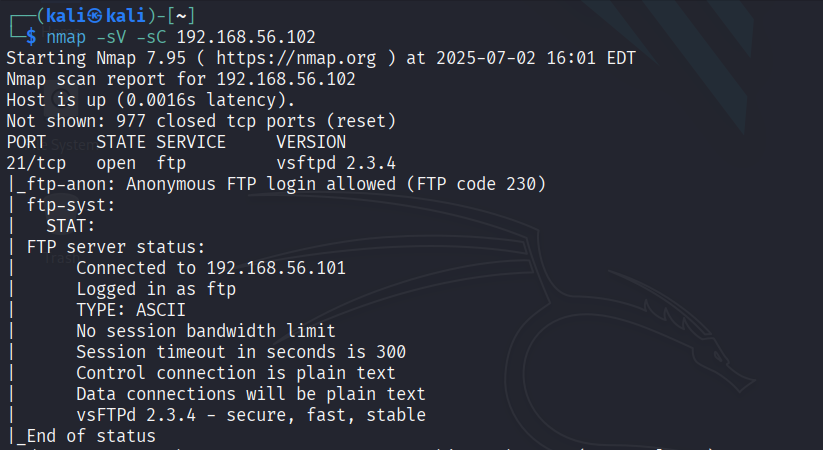 ┌──(kali㉿kali)-[~]
└─$ nmap -sV -sC 192.168.56.102
Starting Nmap 7.95 ( https://nmap.org ) at 2025-07-02 16:01 EDT
Nmap scan report for 192.168.56.102
Host is up (0.0016s latency).
Not shown: 977 closed tcp ports (reset)
PORT     STATE SERVICE     VERSION
21/tcp   open  ftp         vsftpd 2.3.4
|_ftp-anon: Anonymous FTP login allowed (FTP code 230)
| ftp-syst:
|   STAT:
| FTP server status:
|      Connected to 192.168.56.101
|      Logged in as ftp
|      TYPE: ASCII
|      No session bandwidth limit
|      Session timeout in seconds is 300
|      Control connection is plain text
|      Data connections will be plain text
|      vsFTPd 2.3.4 - secure, fast, stable
|_End of status